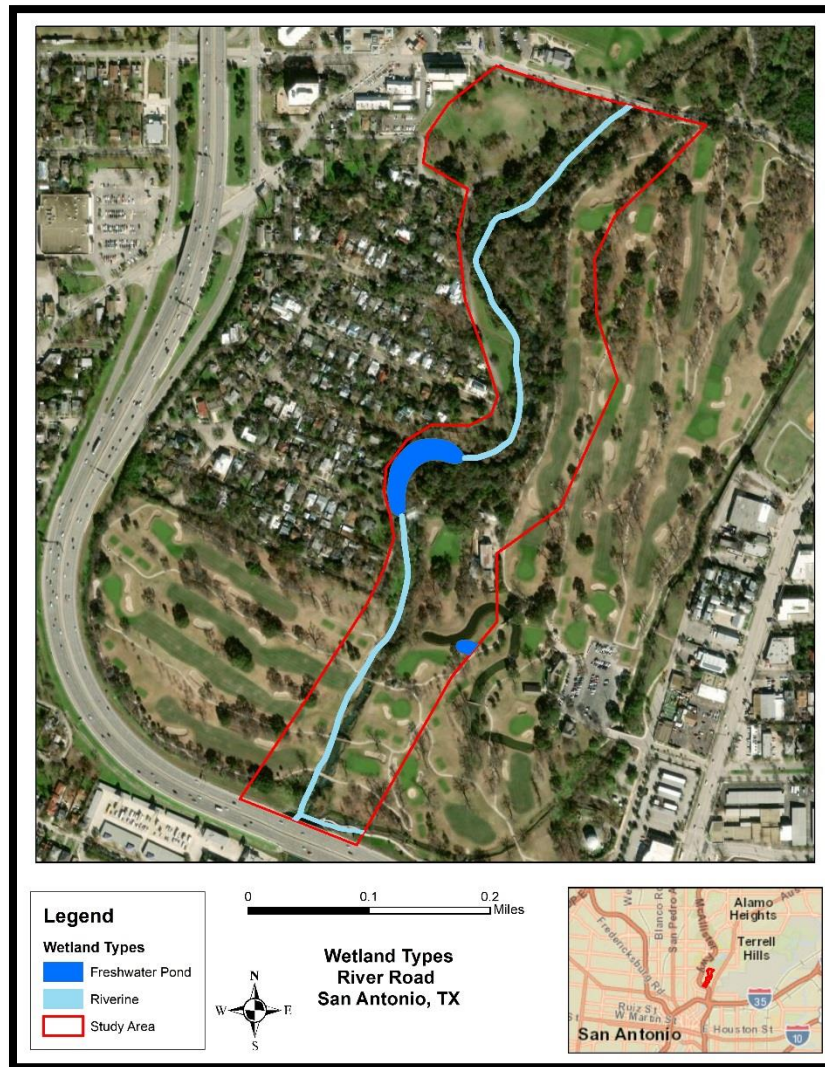 0
0.1
0.2
Miles
Legend
Wetland Types
Freshwater Pond
Riverine
Study Area
N
W
E
S
Wetland Types
River Road
San Antonio, TX
Fredericksburg Rd
Blanco Rd
San Pedro A
McAllister
Aus
Alamo
Heights
Terrell
Hills
35
Ruiz St
W Martin St
E Houston St
San Antonio
10